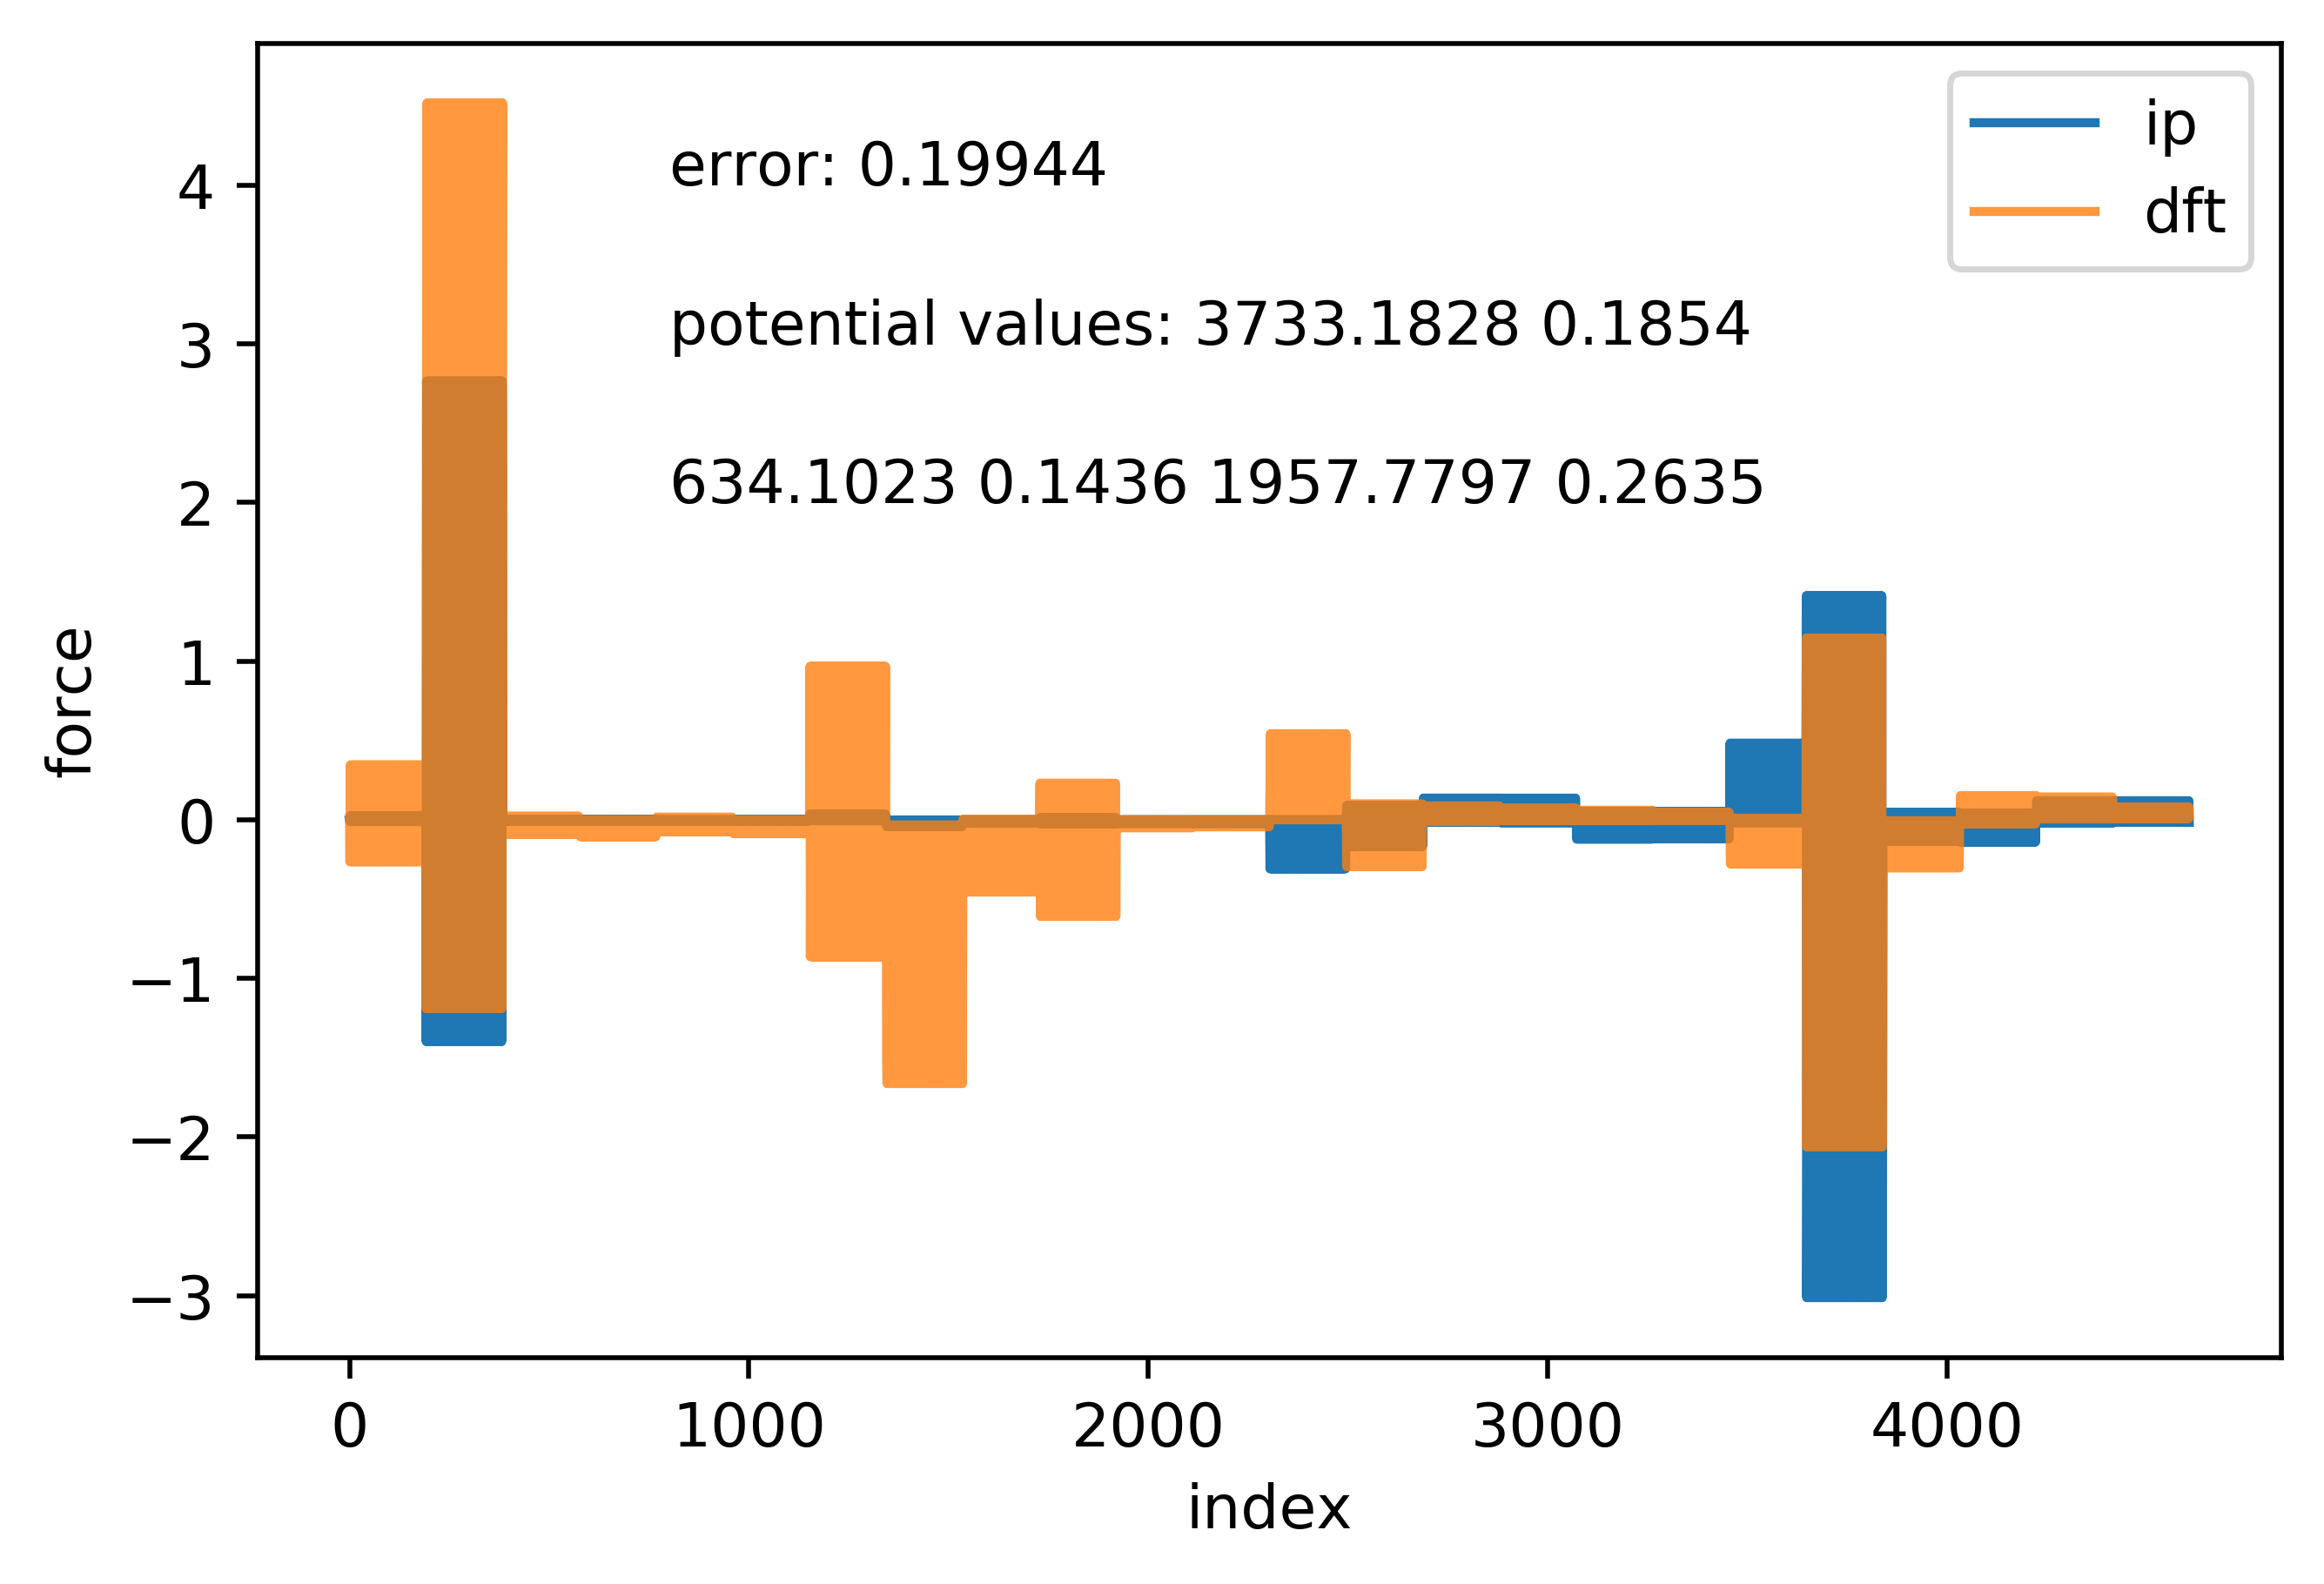 error: 0.19944
potential values: 3733.1828 0.1854
634.1023 0.1436 1957.7797 0.2635
ip
dft
4
3
2
1
0
−1
−2
−3
force
0 1000 2000 3000 4000
index